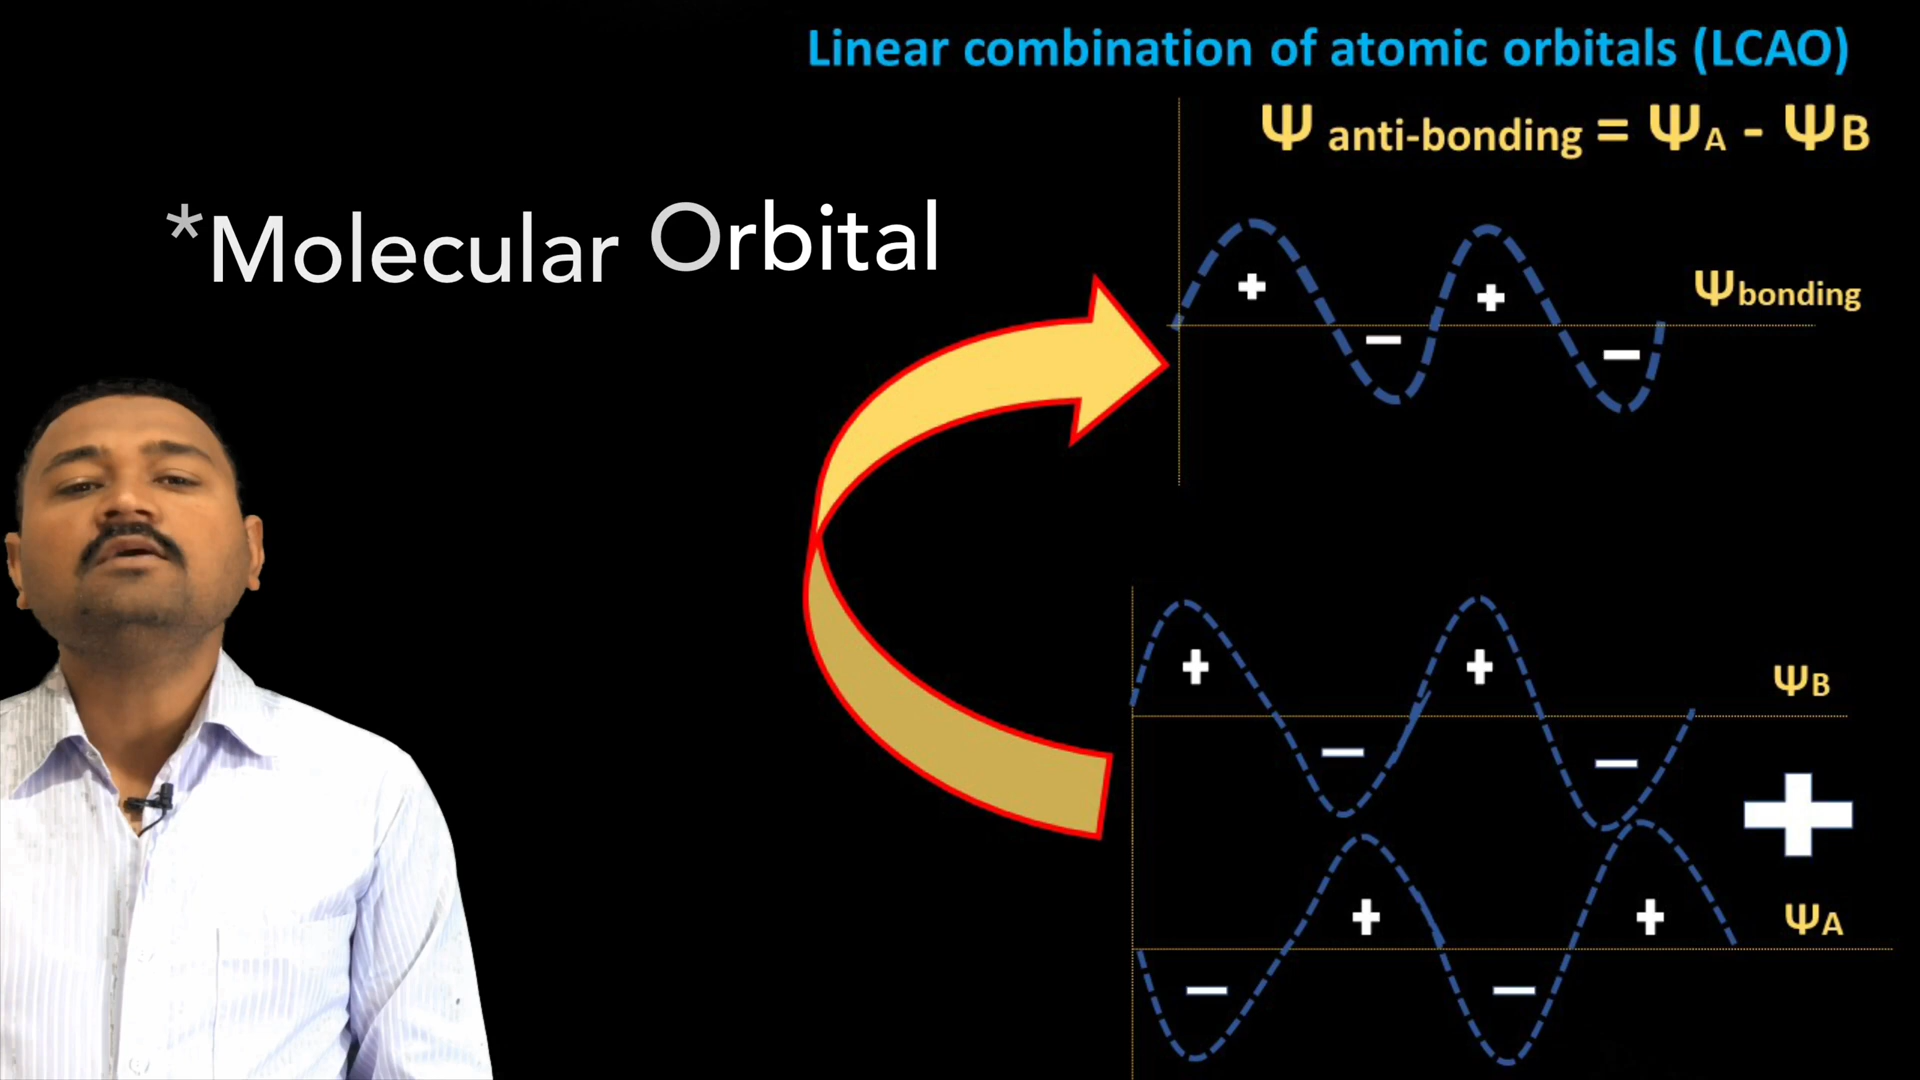 Linear combination of atomic orbitals (LCAO)
Ψ anti-bonding = ΨA - ΨB
*Molecular Orbital
+ +
Ψbonding
− −
+ +
ΨB
− −
+
+ +
ΨA
− −